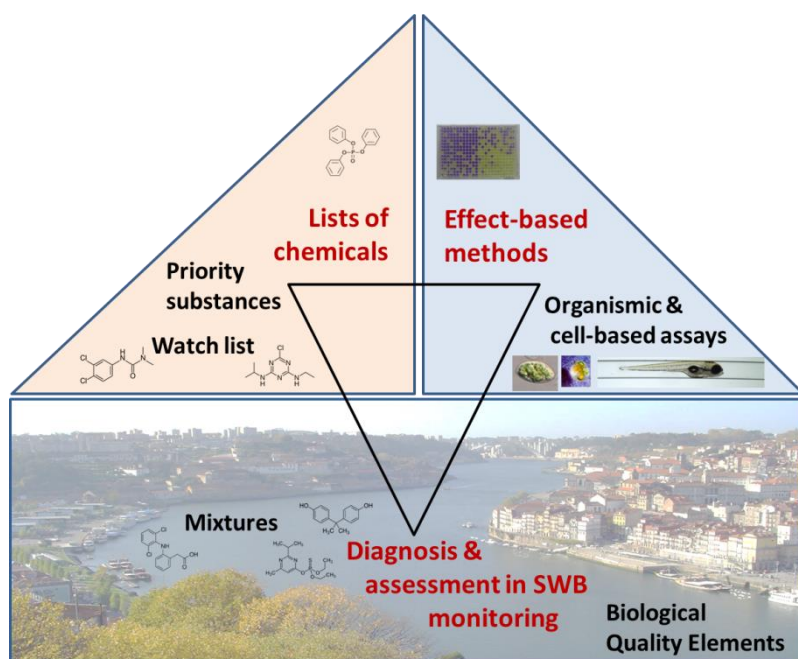 Lists of
chemicals
Effect-based
methods
Priority
substances
Watch list
Organismic &
cell-based assays
Mixtures
Diagnosis &
assessment in SWB
monitoring
Biological
Quality Elements